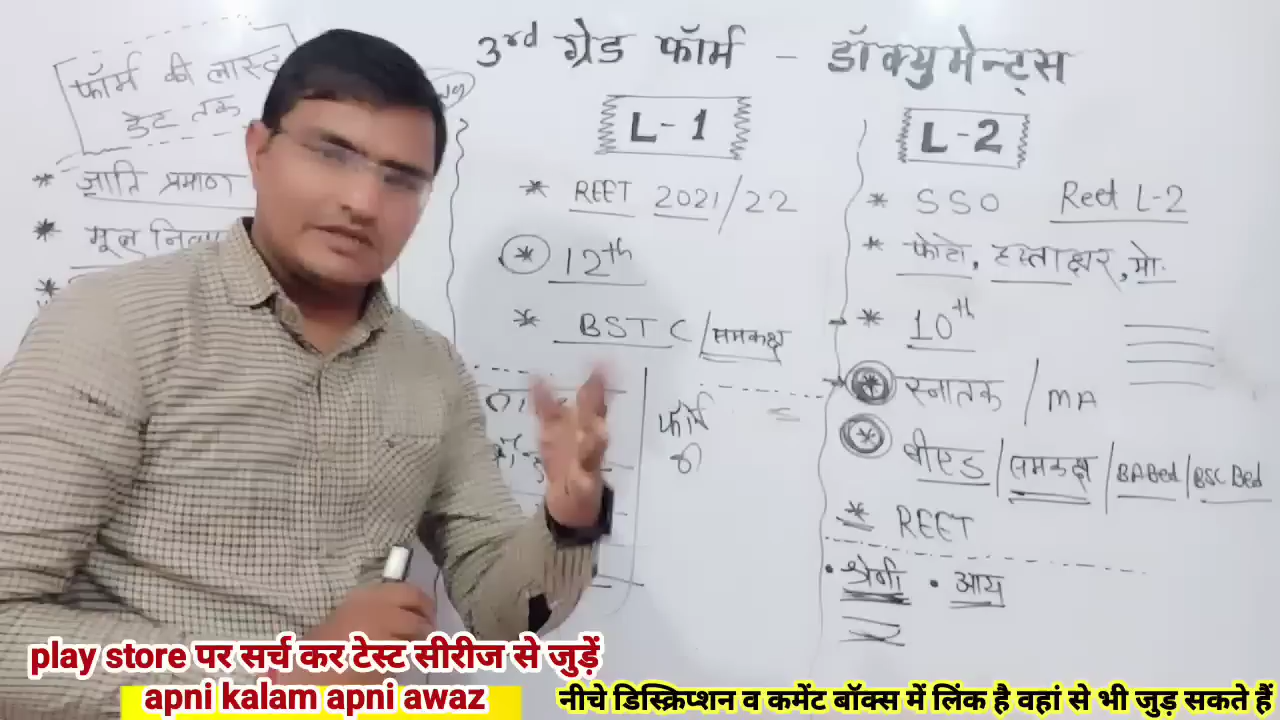 3rd ग्रेड फॉर्म - डॉक्युमेन्ट्स
फॉर्म की लास्ट
डेट तक
* जाति प्रमाण
* मूल निवा
*
L-1
* REET 2021/22
* 12th
* BSTC/समकक्ष
फॉर्म
L-2
* SSO Reet L-2
* फोटो, हस्ताक्षर, मो.
* 10th
* स्नातक / MA
* बीएड/समकक्ष/BABed/BSC Bed
* REET
• श्रेणी • आय
play store पर सर्च कर टेस्ट सीरीज से जुड़ें
apni kalam apni awaz
नीचे डिस्क्रिप्शन व कमेंट बॉक्स में लिंक है वहां से भी जुड़ सकते हैं